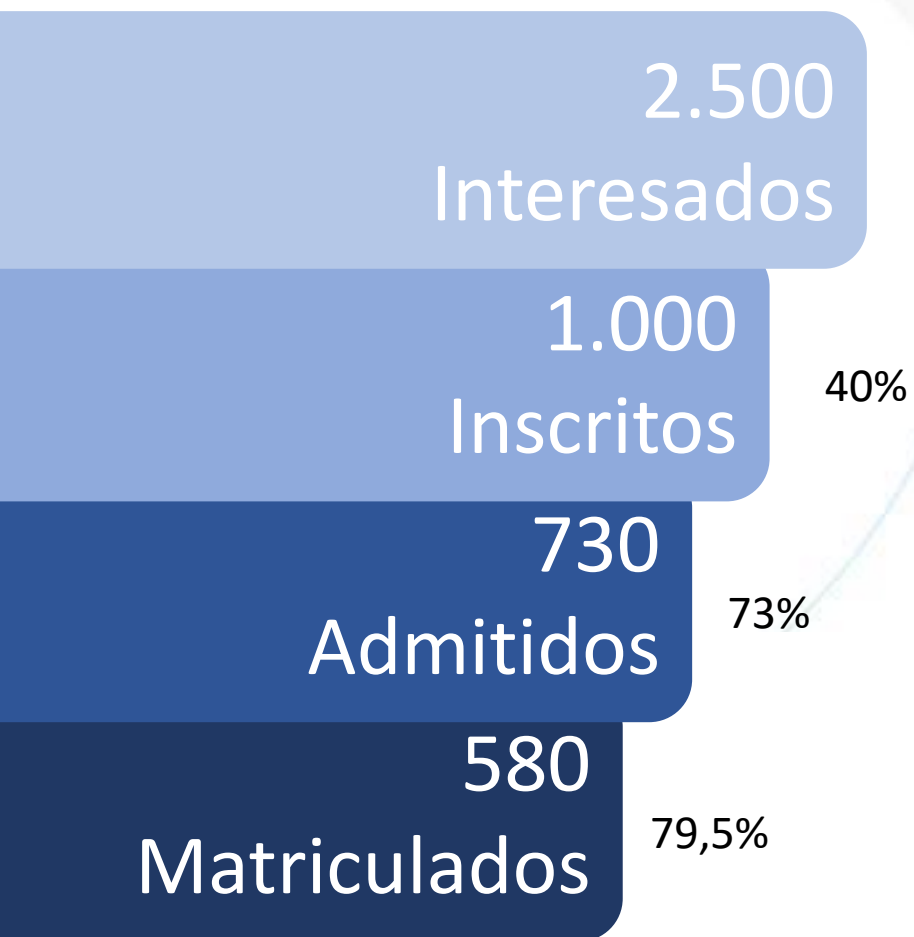 2.500
Interesados
1.000
Inscritos
40%
730
Admitidos
73%
580
Matriculados
79,5%